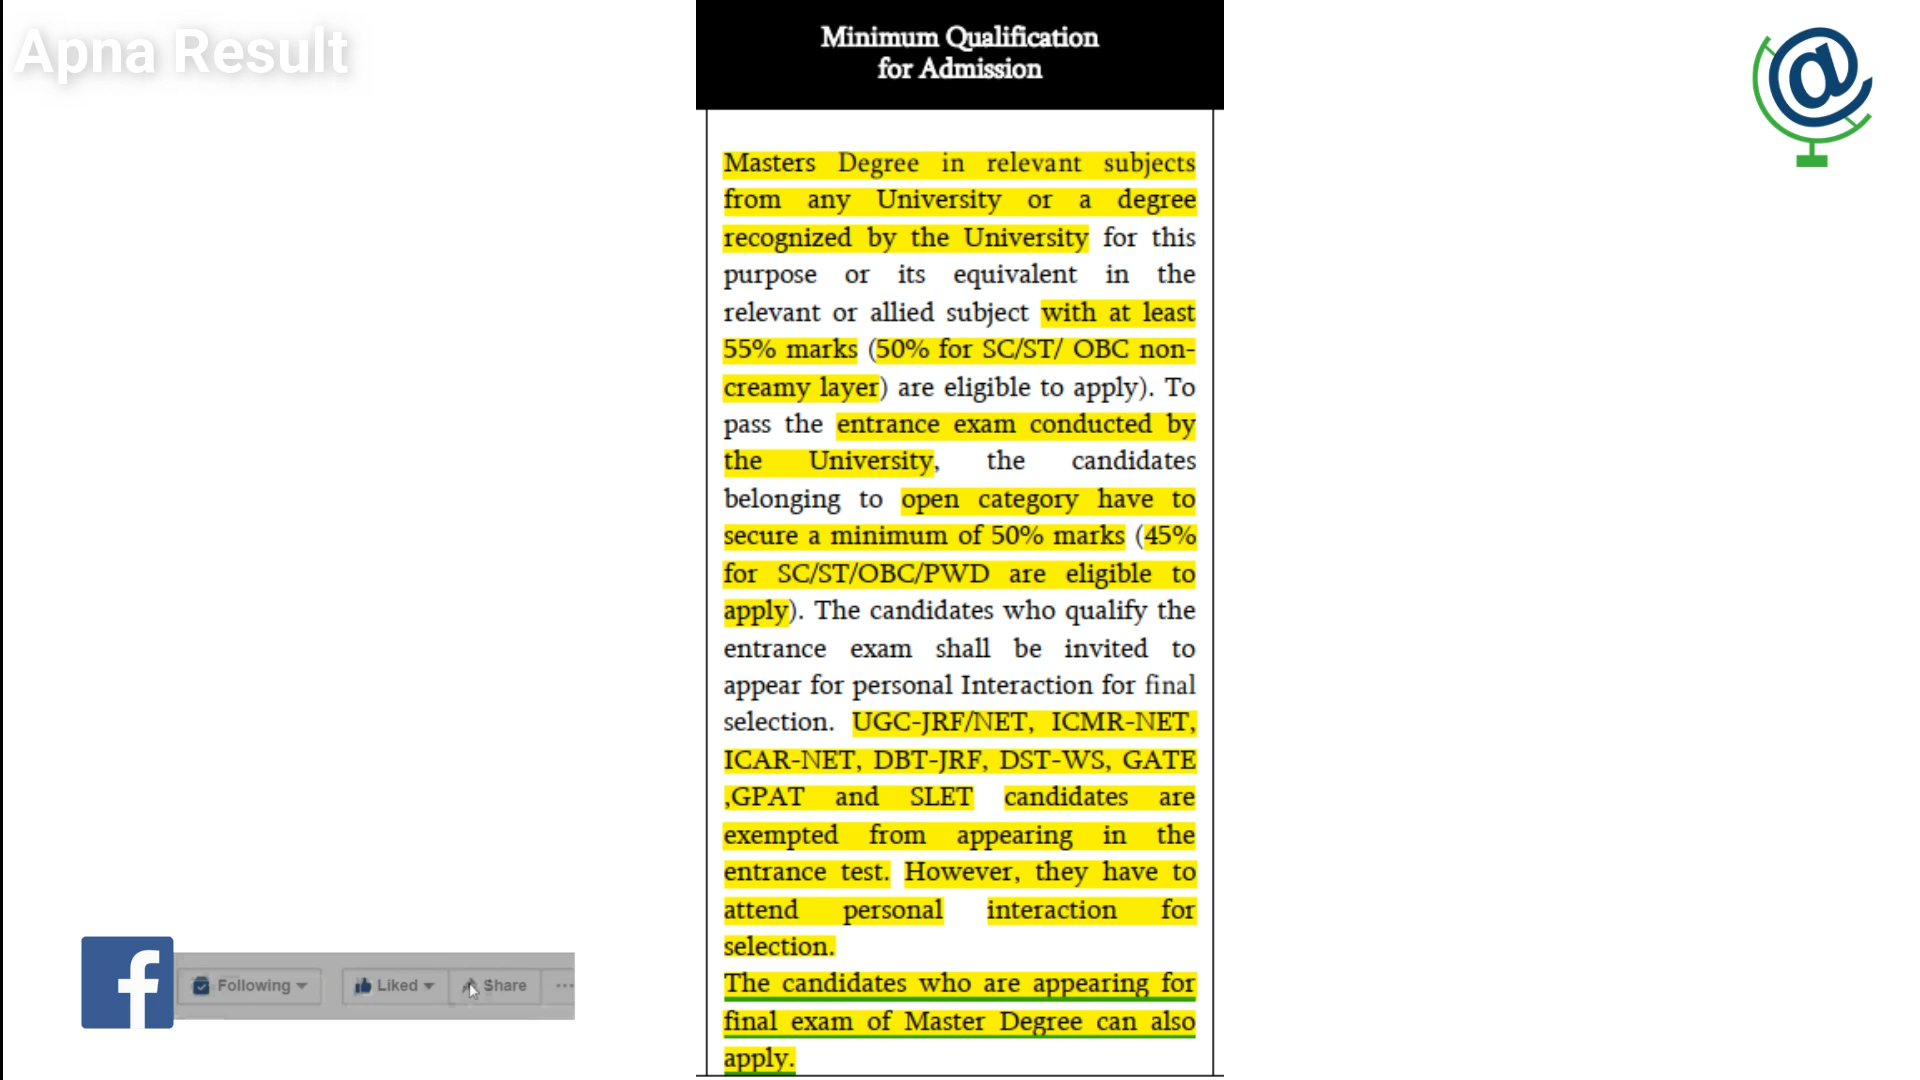 Apna Result
Minimum Qualification
for Admission
Masters Degree in relevant subjects
from any University or a degree
recognized by the University for this
purpose or its equivalent in the
relevant or allied subject with at least
55% marks (50% for SC/ST/ OBC non-
creamy layer) are eligible to apply). To
pass the entrance exam conducted by
the University, the candidates
belonging to open category have to
secure a minimum of 50% marks (45%
for SC/ST/OBC/PWD are eligible to
apply). The candidates who qualify the
entrance exam shall be invited to
appear for personal Interaction for final
selection. UGC-JRF/NET, ICMR-NET,
ICAR-NET, DBT-JRF, DST-WS, GATE
,GPAT and SLET candidates are
exempted from appearing in the
entrance test. However, they have to
attend personal interaction for
selection.
The candidates who are appearing for
final exam of Master Degree can also
apply.
f
Following
Liked
Share
@